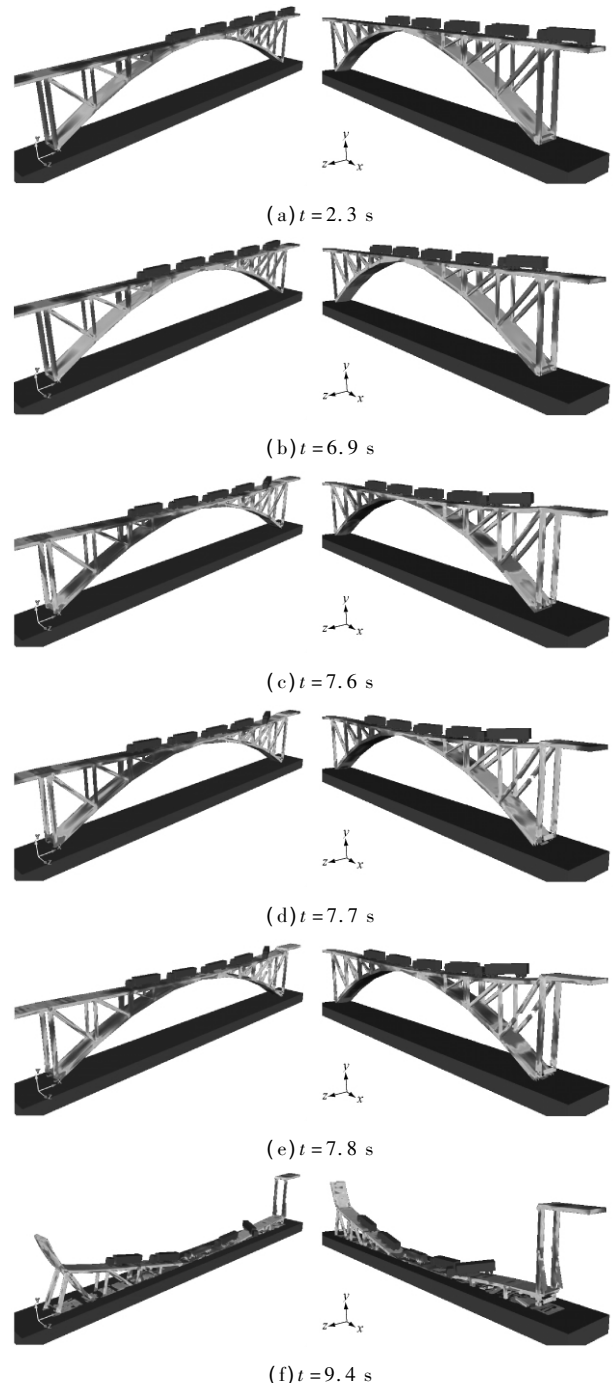 y
z x
(a) t = 2.3 s
y
z x
(b) t = 6.9 s
y
z x
(c) t = 7.6 s
y
z x
(d) t = 7.7 s
y
z x
(e) t = 7.8 s
y
z x
(f) t = 9.4 s